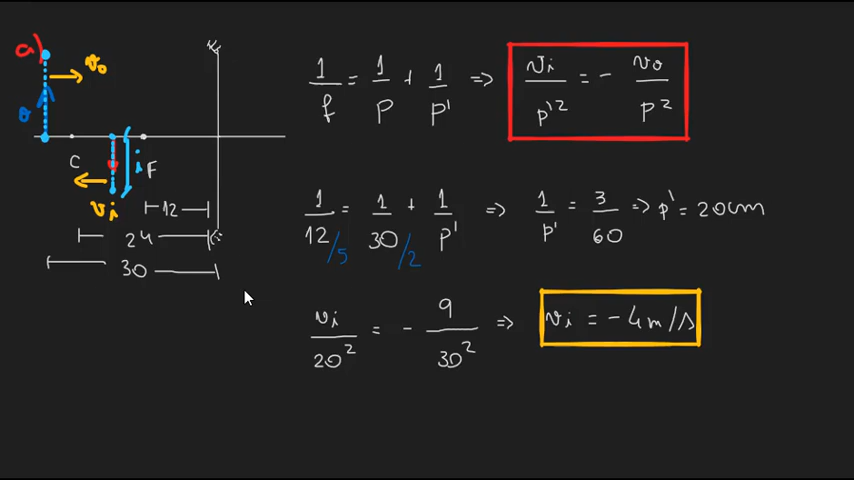 a)
v₀
o
C
i
F
vi
12
24
30
1/f = 1/p + 1/p' => vi/p'² = - v₀/p²
1/12 = 1/30 + 1/p' => 1/p' = 3/60 => p' = 20cm
/5 /2
vi/20² = - 9/30² => vi = -4m/s